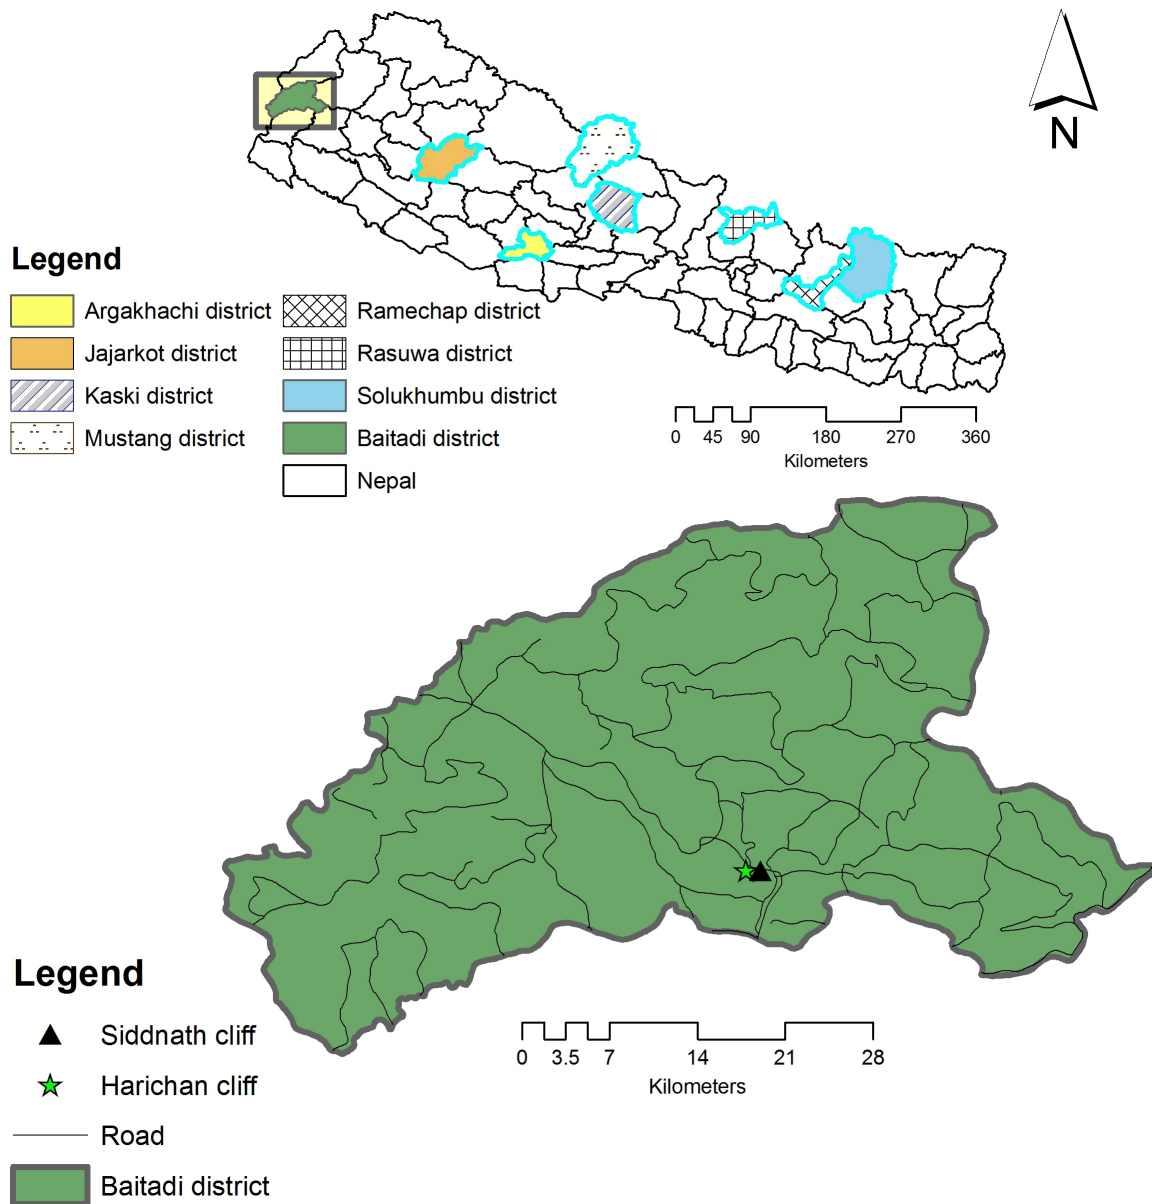 N
Legend
Argakhachi district
Ramechap district
Jajarkot district
Rasuwa district
Kaski district
Solukhumbu district
Mustang district
Baitadi district
Nepal
0 45 90 180 270 360
Kilometers
Legend
Siddnath cliff
Harichan cliff
Road
Baitadi district
0 3.5 7 14 21 28
Kilometers